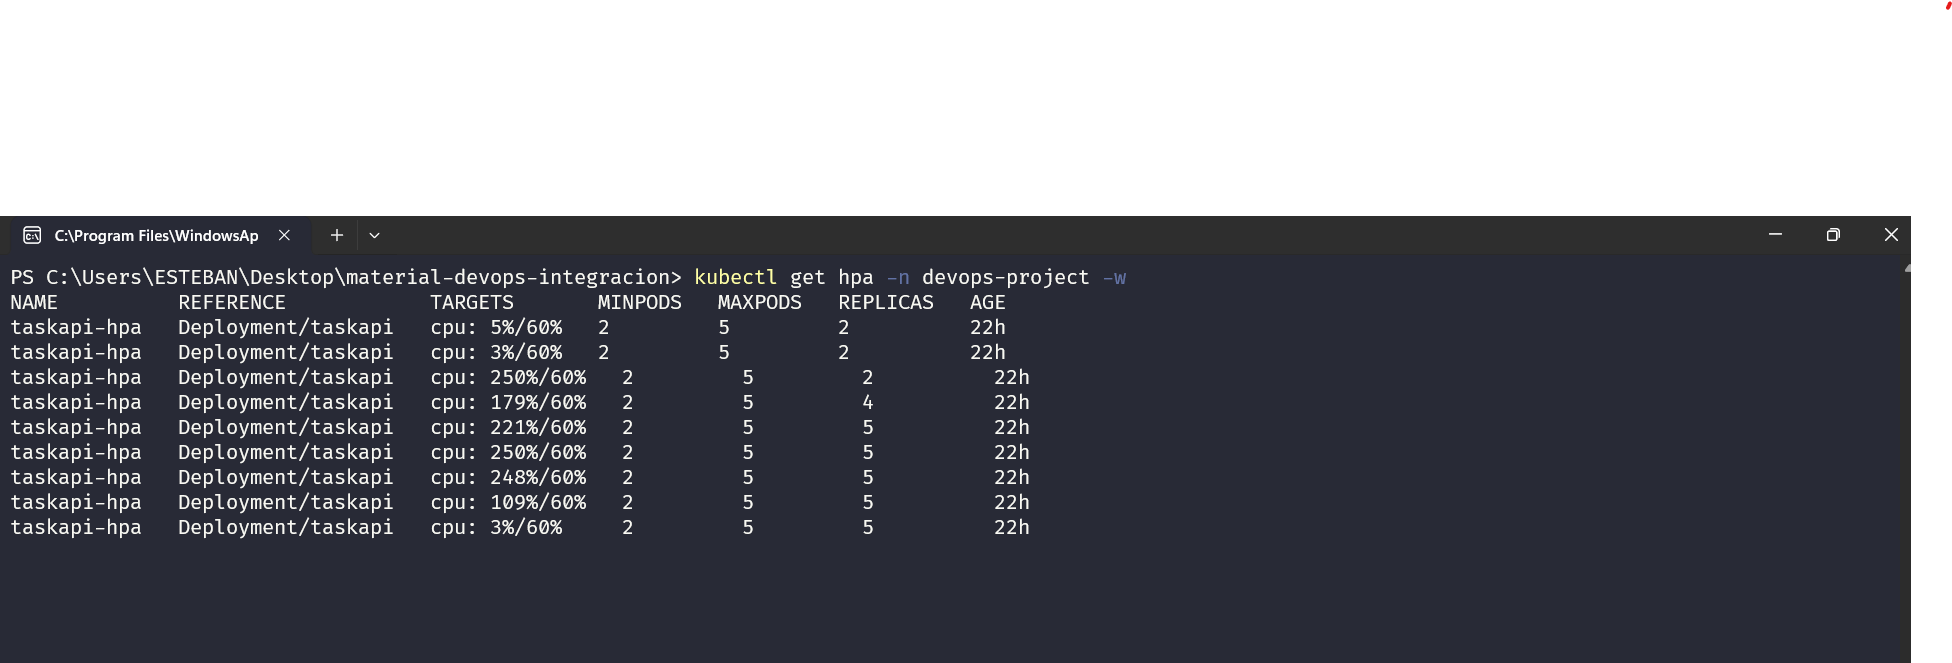 C:\Program Files\WindowsAp
PS C:\Users\ESTEBAN\Desktop\material-devops-integracion> kubectl get hpa -n devops-project -w
NAME          REFERENCE            TARGETS       MINPODS   MAXPODS   REPLICAS   AGE
taskapi-hpa   Deployment/taskapi   cpu: 5%/60%   2         5         2          22h
taskapi-hpa   Deployment/taskapi   cpu: 3%/60%   2         5         2          22h
taskapi-hpa   Deployment/taskapi   cpu: 250%/60%   2         5         2          22h
taskapi-hpa   Deployment/taskapi   cpu: 179%/60%   2         5         4          22h
taskapi-hpa   Deployment/taskapi   cpu: 221%/60%   2         5         5          22h
taskapi-hpa   Deployment/taskapi   cpu: 250%/60%   2         5         5          22h
taskapi-hpa   Deployment/taskapi   cpu: 248%/60%   2         5         5          22h
taskapi-hpa   Deployment/taskapi   cpu: 109%/60%   2         5         5          22h
taskapi-hpa   Deployment/taskapi   cpu: 3%/60%     2         5         5          22h